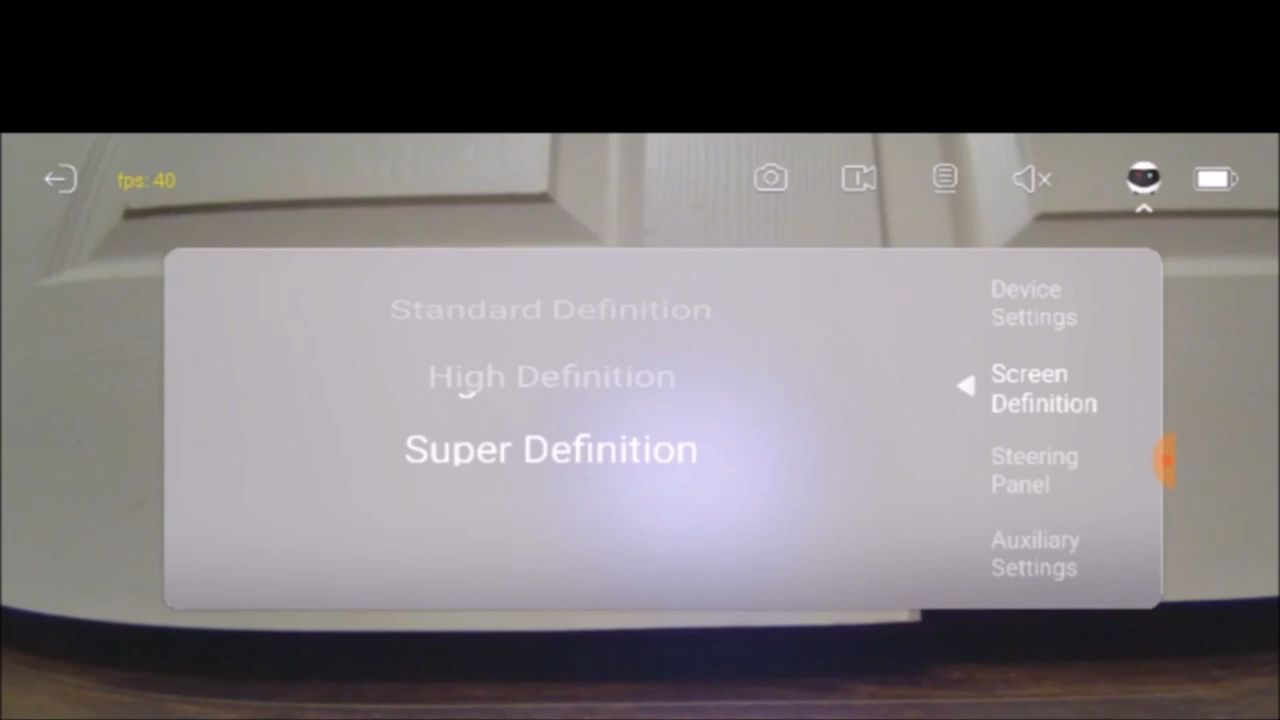 fps: 40
Standard Definition
High Definition
Super Definition
Device
Settings
Screen
Definition
Steering
Panel
Auxiliary
Settings